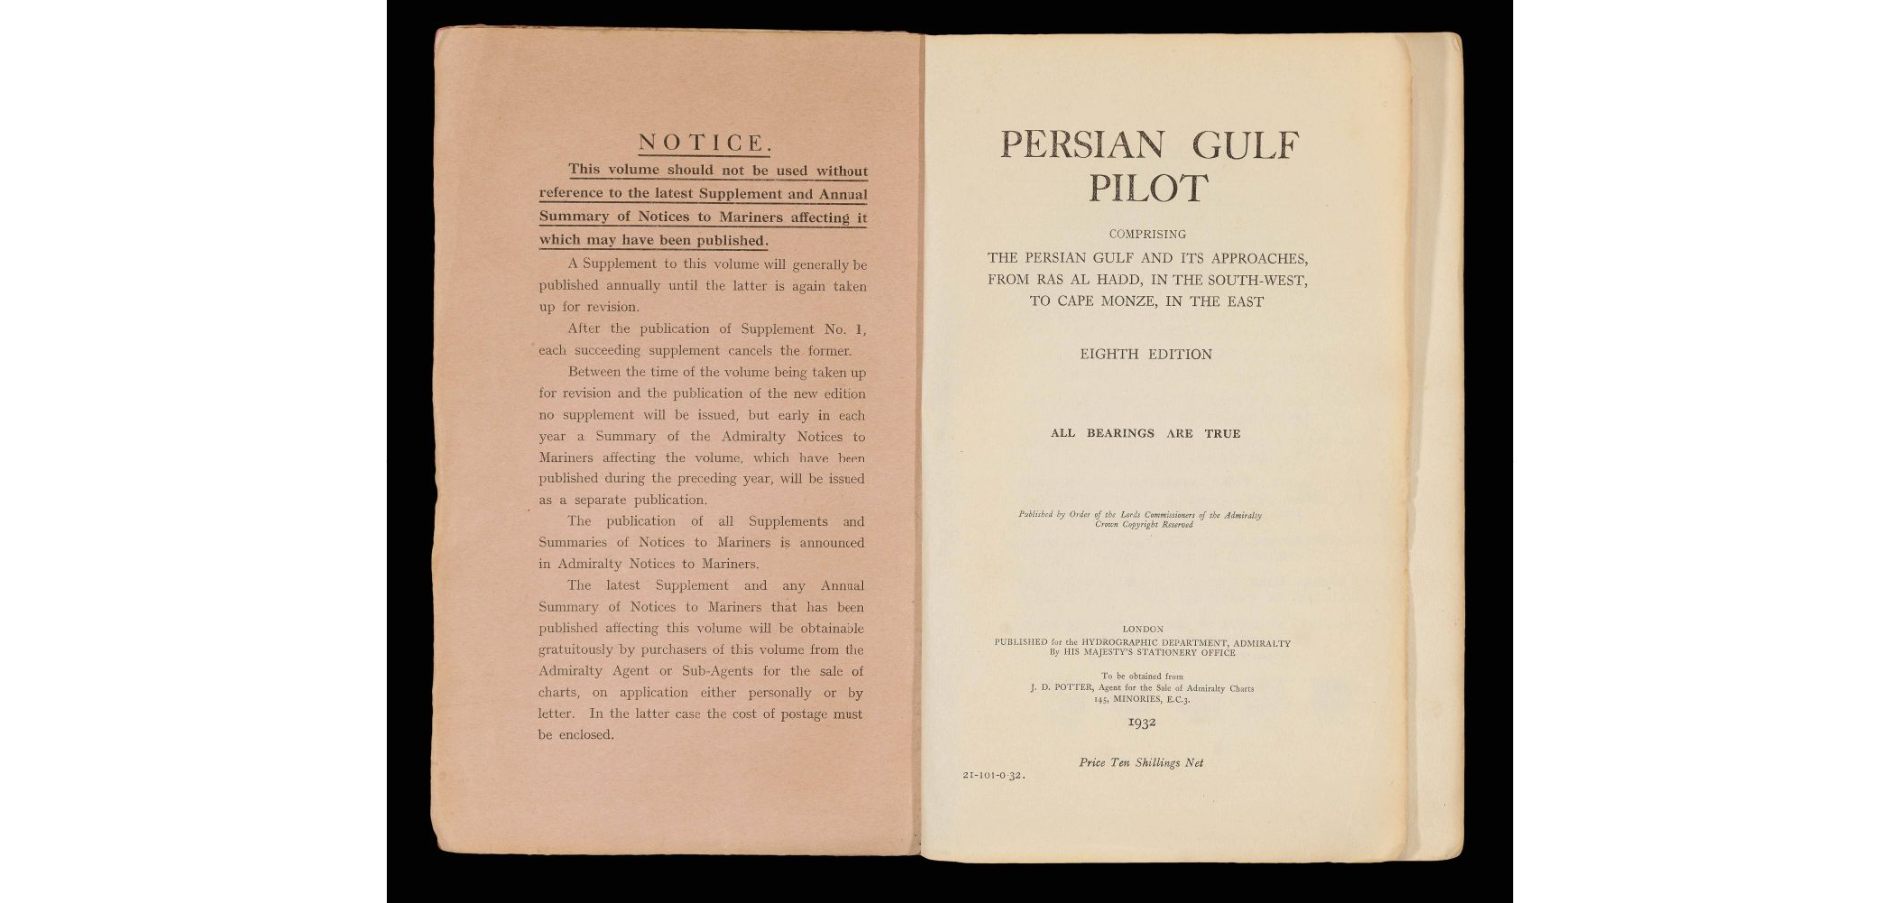 NOTICE.
This volume should not be used without
reference to the latest Supplement and Annual
Summary of Notices to Mariners affecting it
which may have been published.
A Supplement to this volume will generally be
published annually until the latter is again taken
up for revision.
After the publication of Supplement No. 1,
each succeeding supplement cancels the former.
Between the time of the volume being taken up
for revision and the publication of the new edition
no supplement will be issued, but early in each
year a Summary of the Admiralty Notices to
Mariners affecting the volume, which have been
published during the preceding year, will be issued
as a separate publication.
The publication of all Supplements and
Summaries of Notices to Mariners is announced
in Admiralty Notices to Mariners.
The latest Supplement and any Annual
Summary of Notices to Mariners that has been
published affecting this volume will be obtainable
gratuitously by purchasers of this volume from the
Admiralty Agent or Sub-Agents for the sale of
charts, on application either personally or by
letter. In the latter case the cost of postage must
be enclosed.
PERSIAN GULF
PILOT
COMPRISING
THE PERSIAN GULF AND ITS APPROACHES,
FROM RAS AL HADD, IN THE SOUTH-WEST,
TO CAPE MONZE, IN THE EAST
EIGHTH EDITION
ALL BEARINGS ARE TRUE
Published by Order of the Lords Commissioners of the Admiralty
Crown Copyright Reserved
LONDON
PUBLISHED for the HYDROGRAPHIC DEPARTMENT, ADMIRALTY
By HIS MAJESTY'S STATIONERY OFFICE
To be obtained from
J. D. POTTER, Agent for the Sale of Admiralty Charts
145, MINORIES, E.C.3.
1932
Price Ten Shillings Net
21-101-0-32.